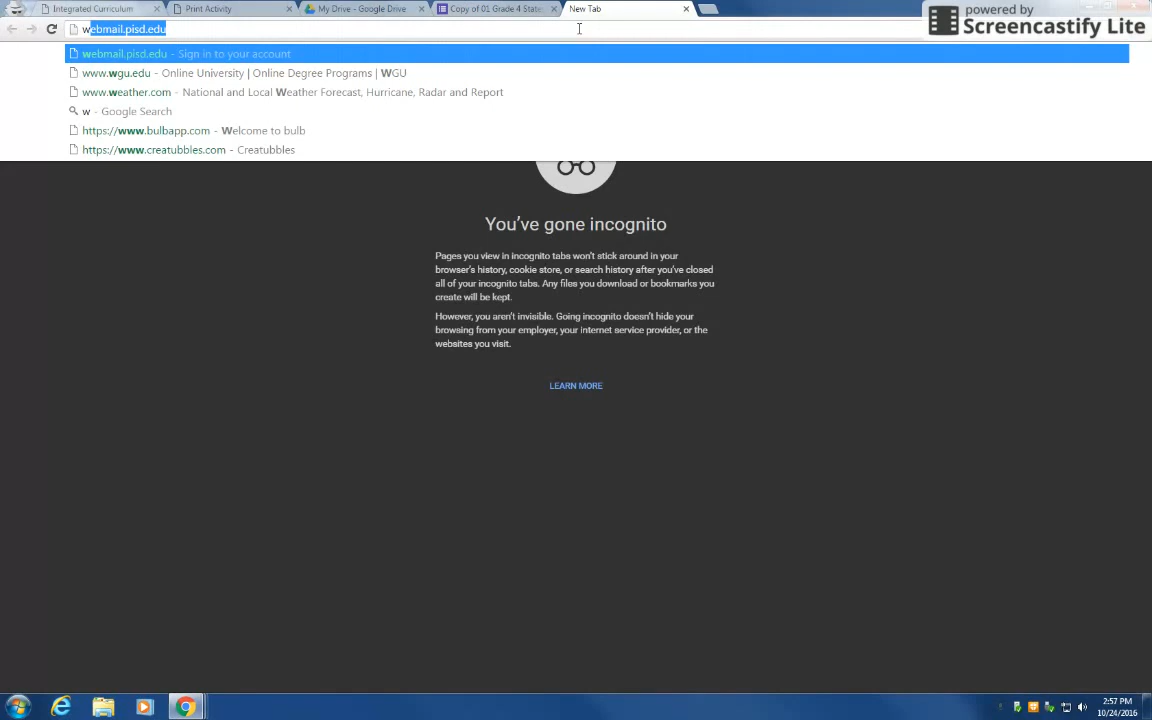 Integrated Curriculum
Print Activity
My Drive - Google Drive
Copy of 01 Grade 4 State
New Tab
powered by
Screencastify Lite
webmail.pisd.edu
webmail.pisd.edu - Sign in to your account
www.wgu.edu - Online University | Online Degree Programs | WGU
www.weather.com - National and Local Weather Forecast, Hurricane, Radar and Report
w - Google Search
https://www.bulbapp.com - Welcome to bulb
https://www.creatubbles.com - Creatubbles
You've gone incognito
Pages you view in incognito tabs won't stick around in your
browser's history, cookie store, or search history after you've closed
all of your incognito tabs. Any files you download or bookmarks you
create will be kept.
However, you aren't invisible. Going incognito doesn't hide your
browsing from your employer, your internet service provider, or the
websites you visit.
LEARN MORE
2:57 PM
10/24/2016